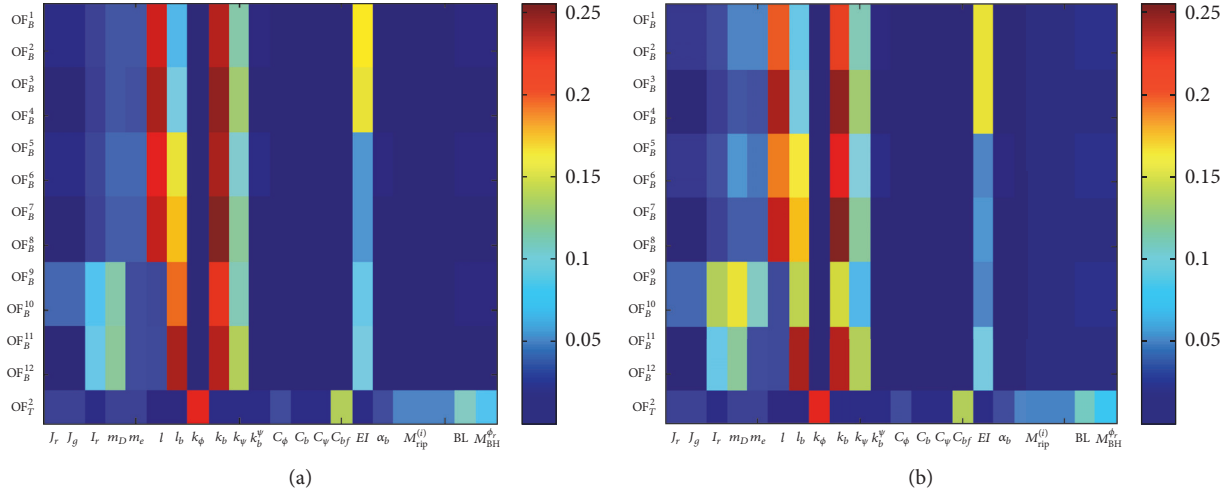 OF_B^1
OF_B^2
OF_B^3
OF_B^4
OF_B^5
OF_B^6
OF_B^7
OF_B^8
OF_B^9
OF_B^10
OF_B^11
OF_B^12
OF_T^2
J_r J_g I_r m_D m_e l l_b k_ϕ k_b k_ψ k_b^ψ C_ϕ C_b C_ψ C_bf EI α_b M_rip^(i) BL M_BH^ϕ_r
0.25
0.2
0.15
0.1
0.05
(a)
OF_B^1
OF_B^2
OF_B^3
OF_B^4
OF_B^5
OF_B^6
OF_B^7
OF_B^8
OF_B^9
OF_B^10
OF_B^11
OF_B^12
OF_T^2
J_r J_g I_r m_D m_e l l_b k_ϕ k_b k_ψ k_b^ψ C_ϕ C_b C_ψ C_bf EI α_b M_rip^(i) BL M_BH^ϕ_r
0.25
0.2
0.15
0.1
0.05
(b)